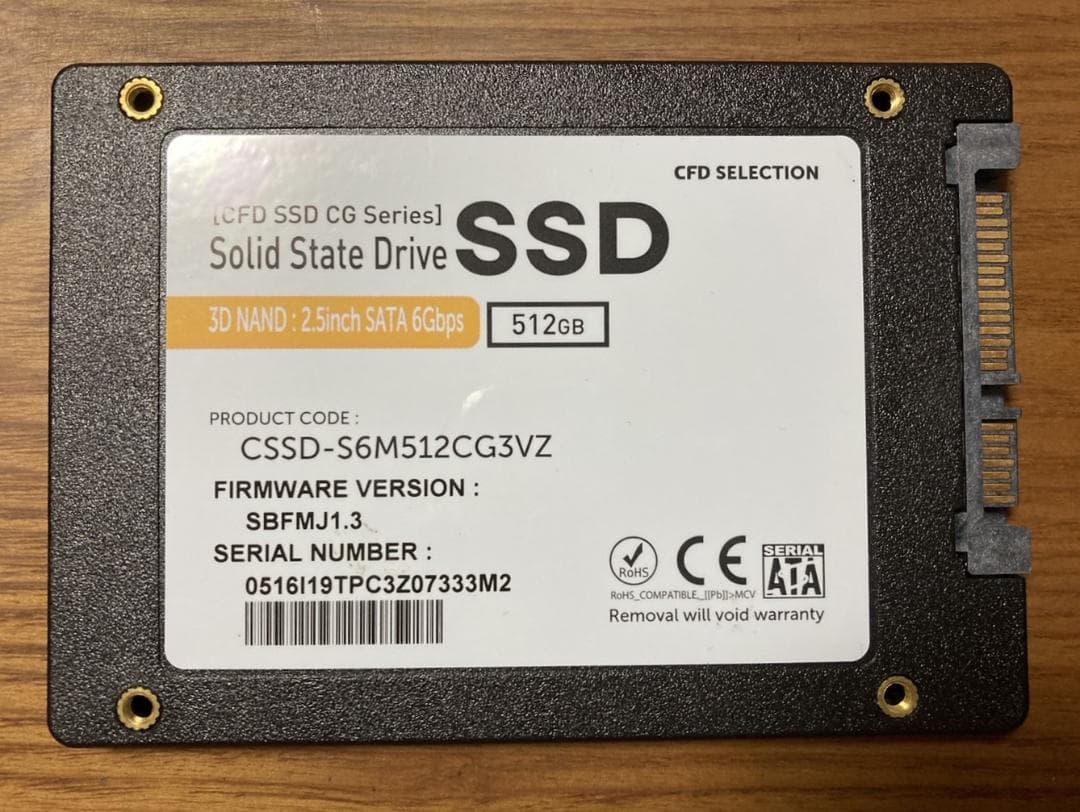 CFD SELECTION
[CFD SSD CG Series]
Solid State Drive SSD
3D NAND : 2.5inch SATA 6Gbps 512GB
PRODUCT CODE :
CSSD-S6M512CG3VZ
FIRMWARE VERSION :
SBFMJ1.3
SERIAL NUMBER :
0516I19TPC3Z07333M2
RoHS CE SERIAL ATA
RoHS_COMPATIBLE_[[Pb]]>MCV
Removal will void warranty